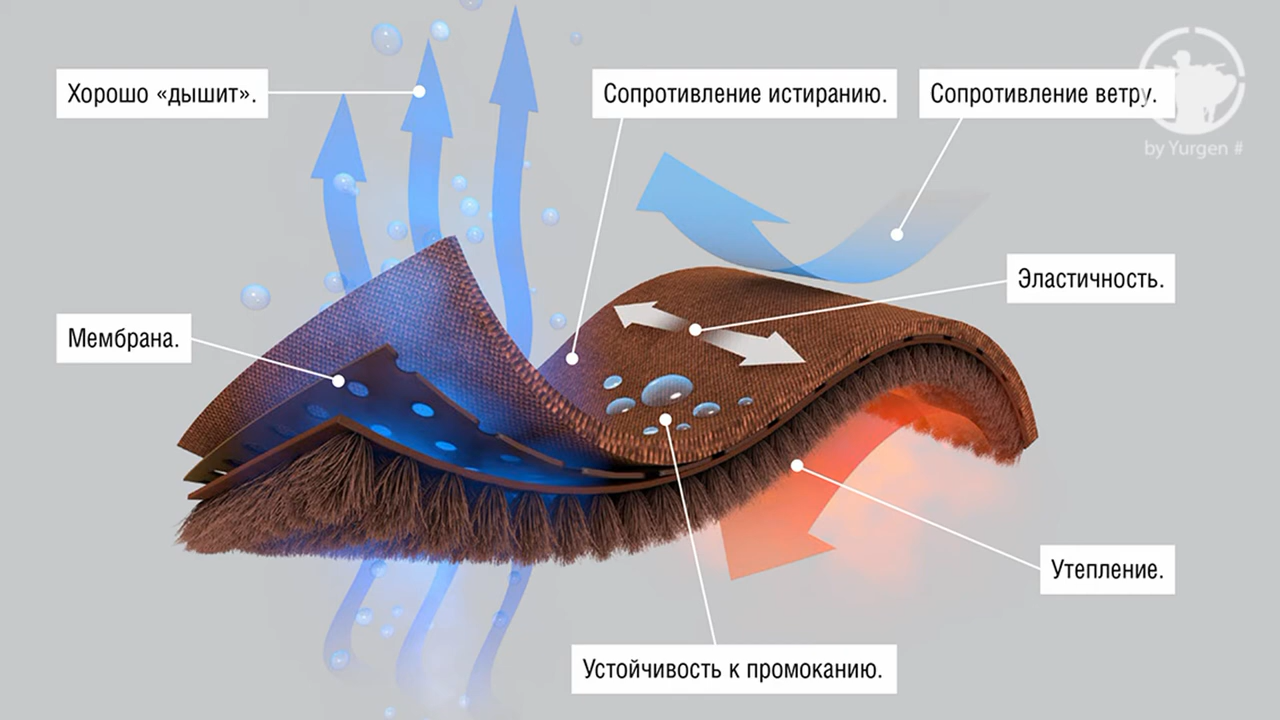 Хорошо «дышит».
Сопротивление истиранию.
Сопротивление ветру.
by Yurgen #
Эластичность.
Мембрана.
Утепление.
Устойчивость к промоканию.